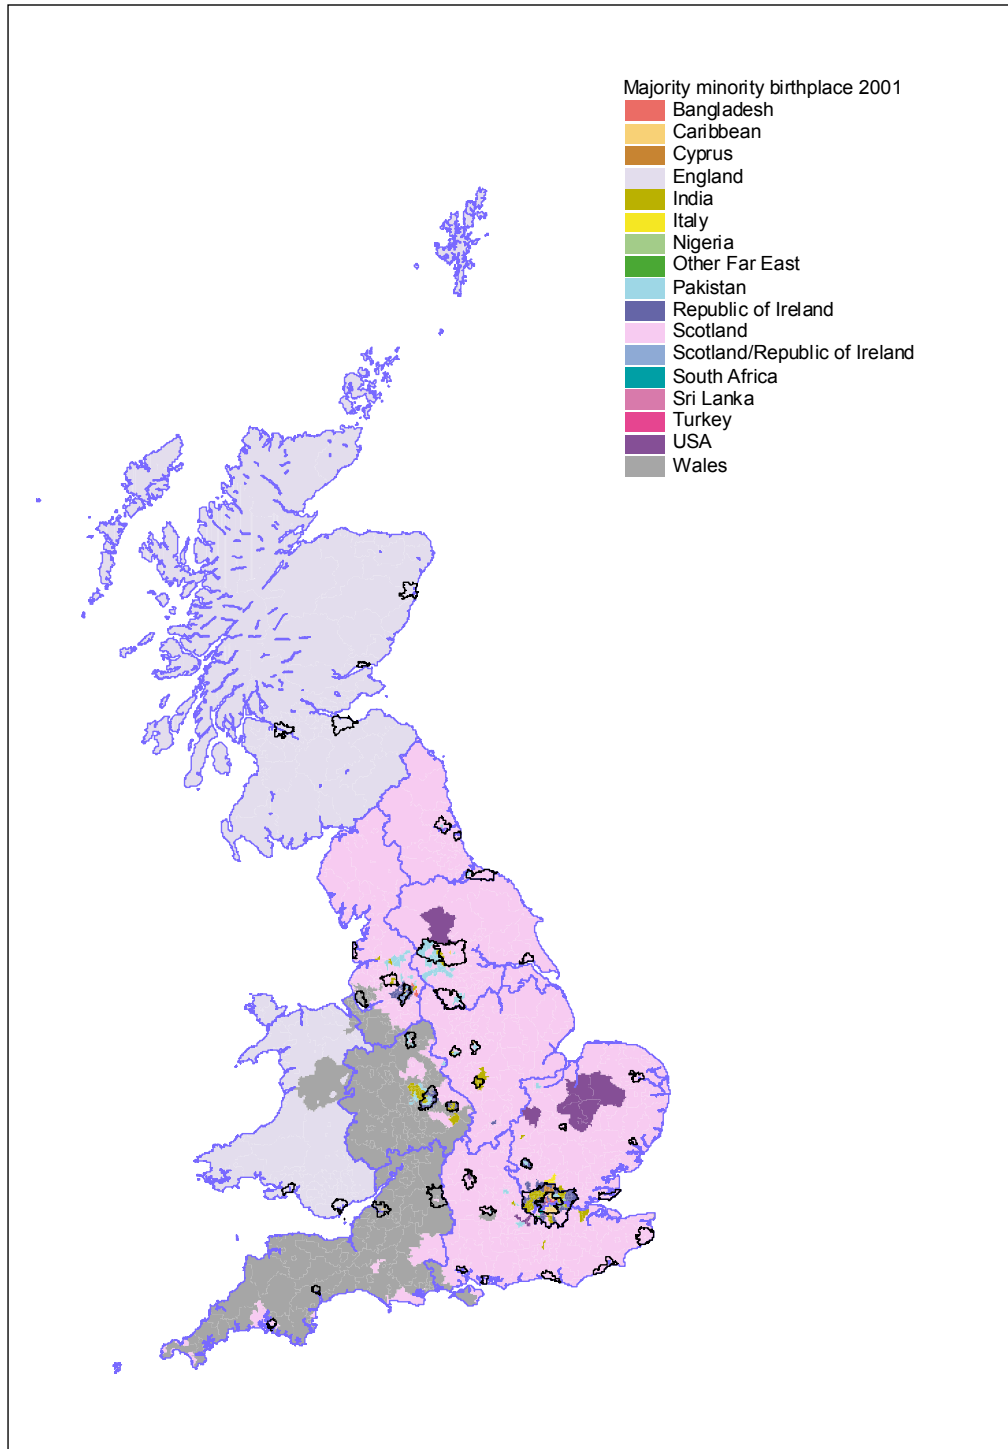 Majority minority birthplace 2001
Bangladesh
Caribbean
Cyprus
England
India
Italy
Nigeria
Other Far East
Pakistan
Republic of Ireland
Scotland
Scotland/Republic of Ireland
South Africa
Sri Lanka
Turkey
USA
Wales